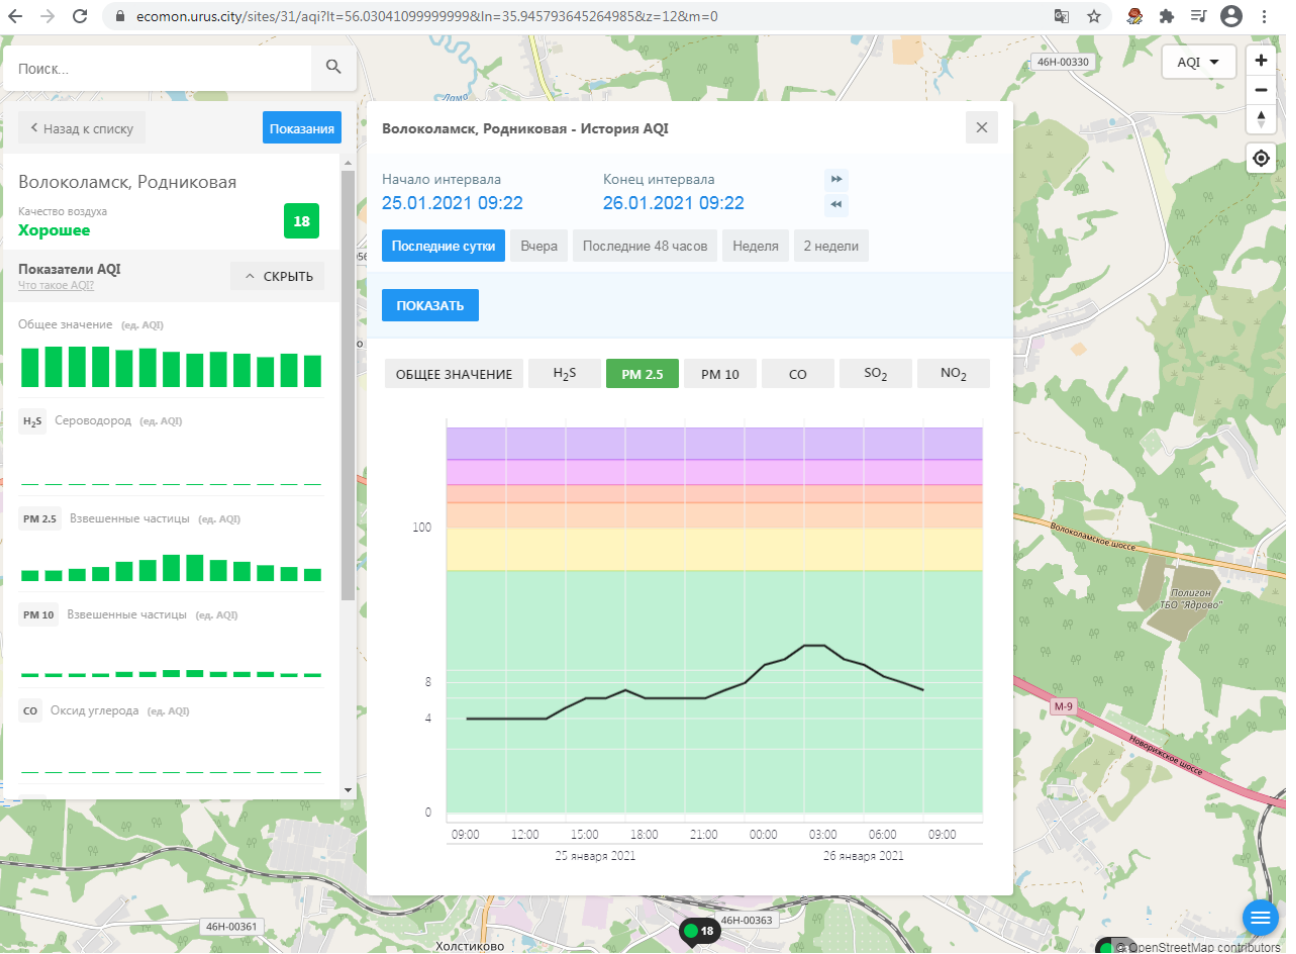 ecomon.urus.city/sites/31/aqi?lt=56.03041099999999&ln=35.945793645264985&z=12&m=0
Поиск...
46Н-00330
AQI
Назад к списку
Показания
Волоколамск, Родниковая
Качество воздуха
Хорошее
18
Показатели AQI
Что такое AQI?
СКРЫТЬ
Общее значение (ед. AQI)
H₂S Сероводород (ед. AQI)
PM 2.5 Взвешенные частицы (ед. AQI)
PM 10 Взвешенные частицы (ед. AQI)
CO Оксид углерода (ед. AQI)
Волоколамск, Родниковая - История AQI
Начало интервала
25.01.2021 09:22
Конец интервала
26.01.2021 09:22
Последние сутки
Вчера
Последние 48 часов
Неделя
2 недели
ПОКАЗАТЬ
ОБЩЕЕ ЗНАЧЕНИЕ
H₂S
PM 2.5
PM 10
CO
SO₂
NO₂
100
8
4
0
09:00 12:00 15:00 18:00 21:00 00:00 03:00 06:00 09:00
25 января 2021 26 января 2021
Волоколамское шоссе
Полигон
ТБО "Ядрово"
М-9
Новорижское шоссе
46Н-00361
46Н-00363
18
Холстиково
© OpenStreetMap contributors